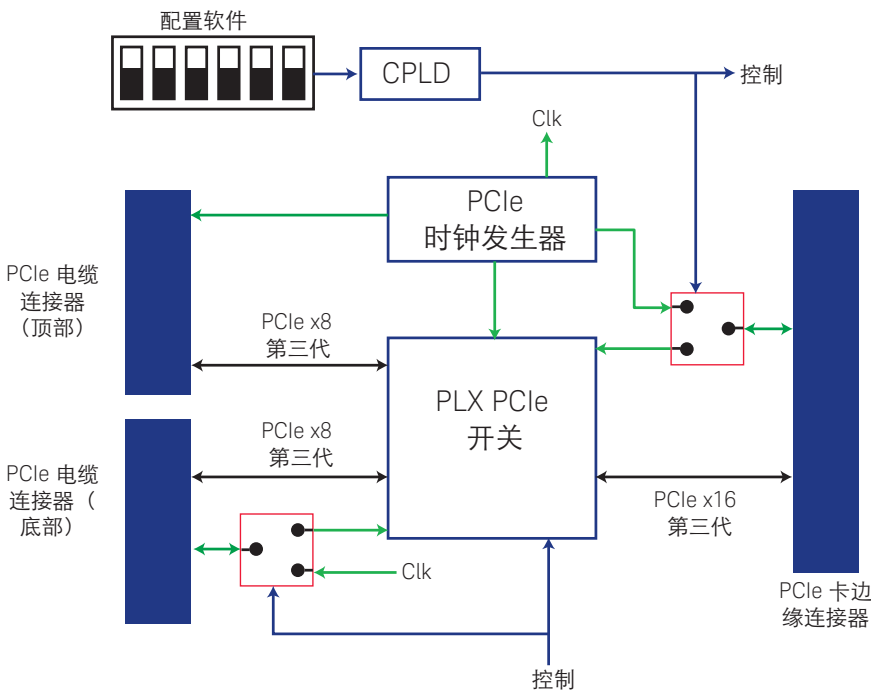 配置软件
CPLD
控制
Clk
PCIe
时钟发生器
PCIe 电缆
连接器
（顶部）
PCIe x8
第三代
PLX PCIe
开关
PCIe x8
第三代
PCIe 电缆
连接器（
底部）
PCIe x16
第三代
Clk
PCIe 卡边
缘连接器
控制